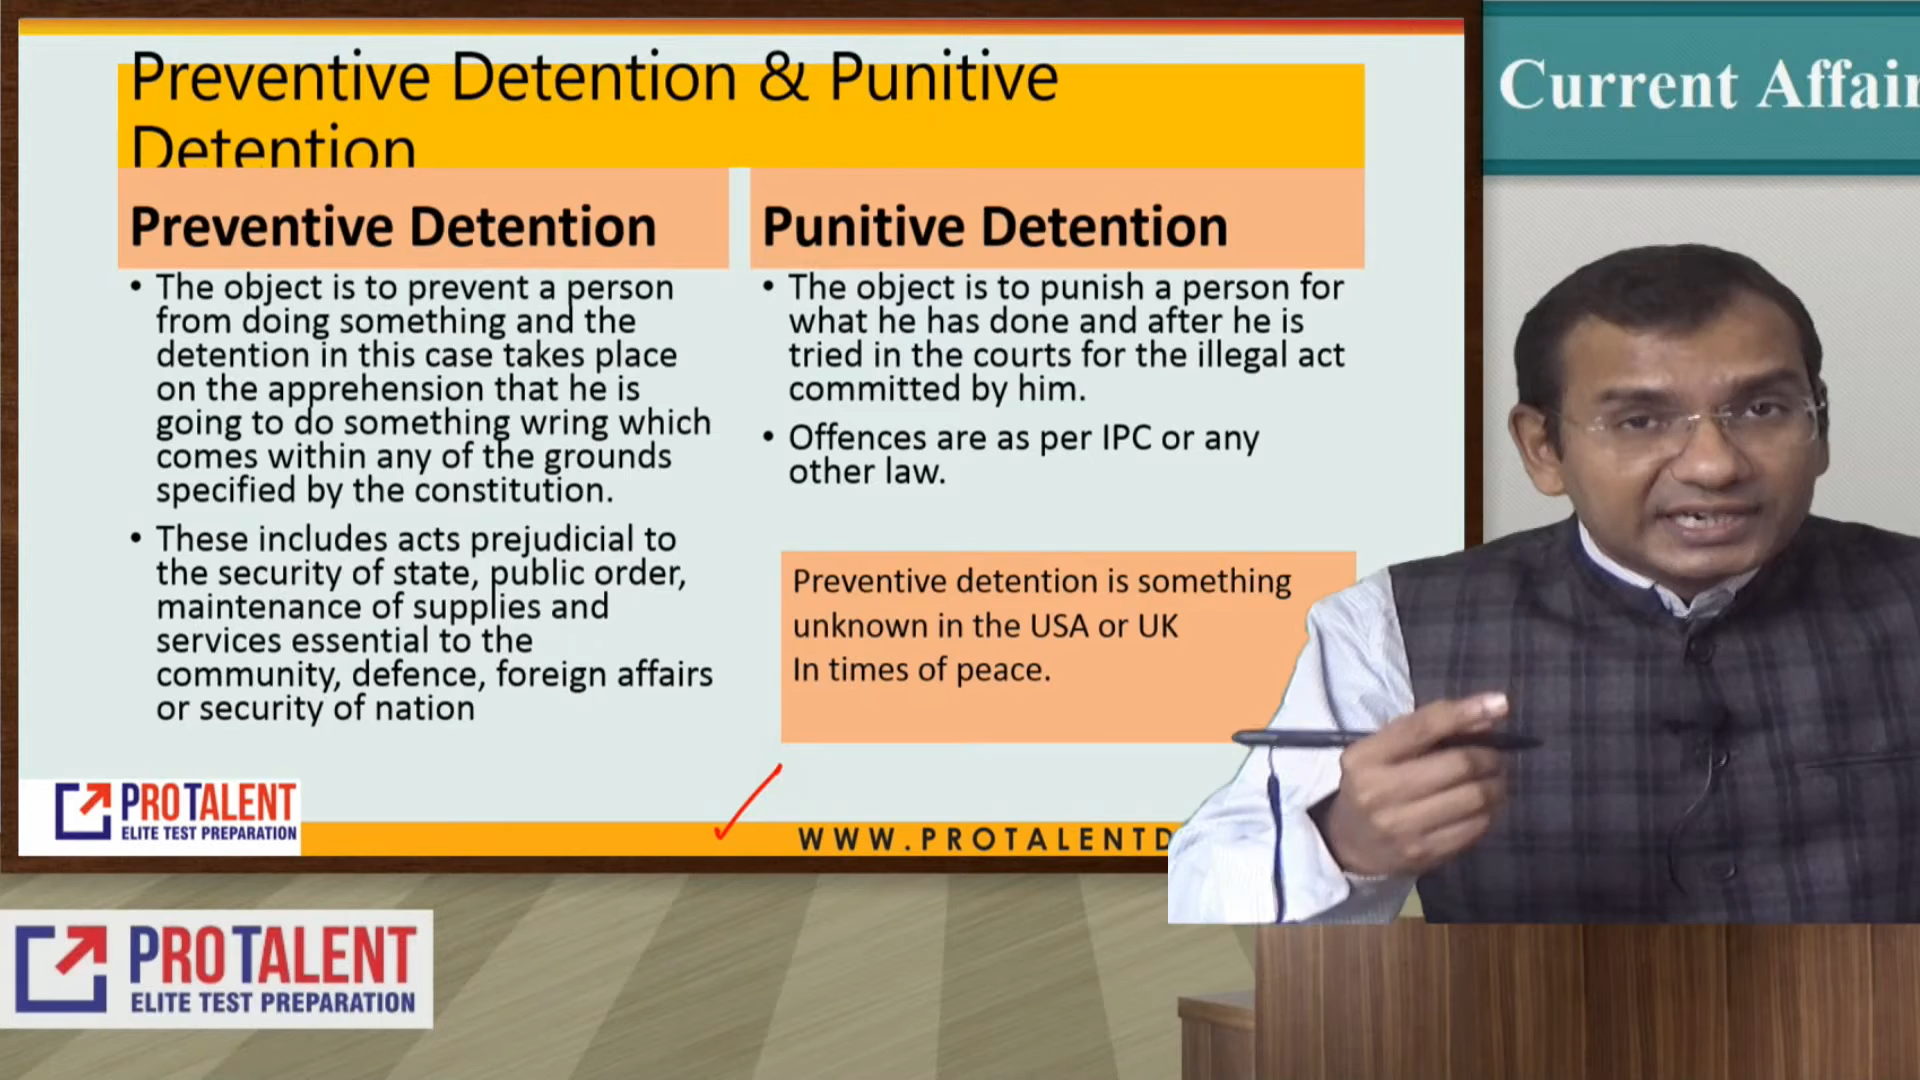 Preventive Detention & Punitive
Detention
Current Affair
Preventive Detention
• The object is to prevent a person
from doing something and the
detention in this case takes place
on the apprehension that he is
going to do something wring which
comes within any of the grounds
specified by the constitution.
• These includes acts prejudicial to
the security of state, public order,
maintenance of supplies and
services essential to the
community, defence, foreign affairs
or security of nation
Punitive Detention
• The object is to punish a person for
what he has done and after he is
tried in the courts for the illegal act
committed by him.
• Offences are as per IPC or any
other law.
Preventive detention is something
unknown in the USA or UK
In times of peace.
PROTALENT
ELITE TEST PREPARATION
WWW.PROTALENTD
PROTALENT
ELITE TEST PREPARATION